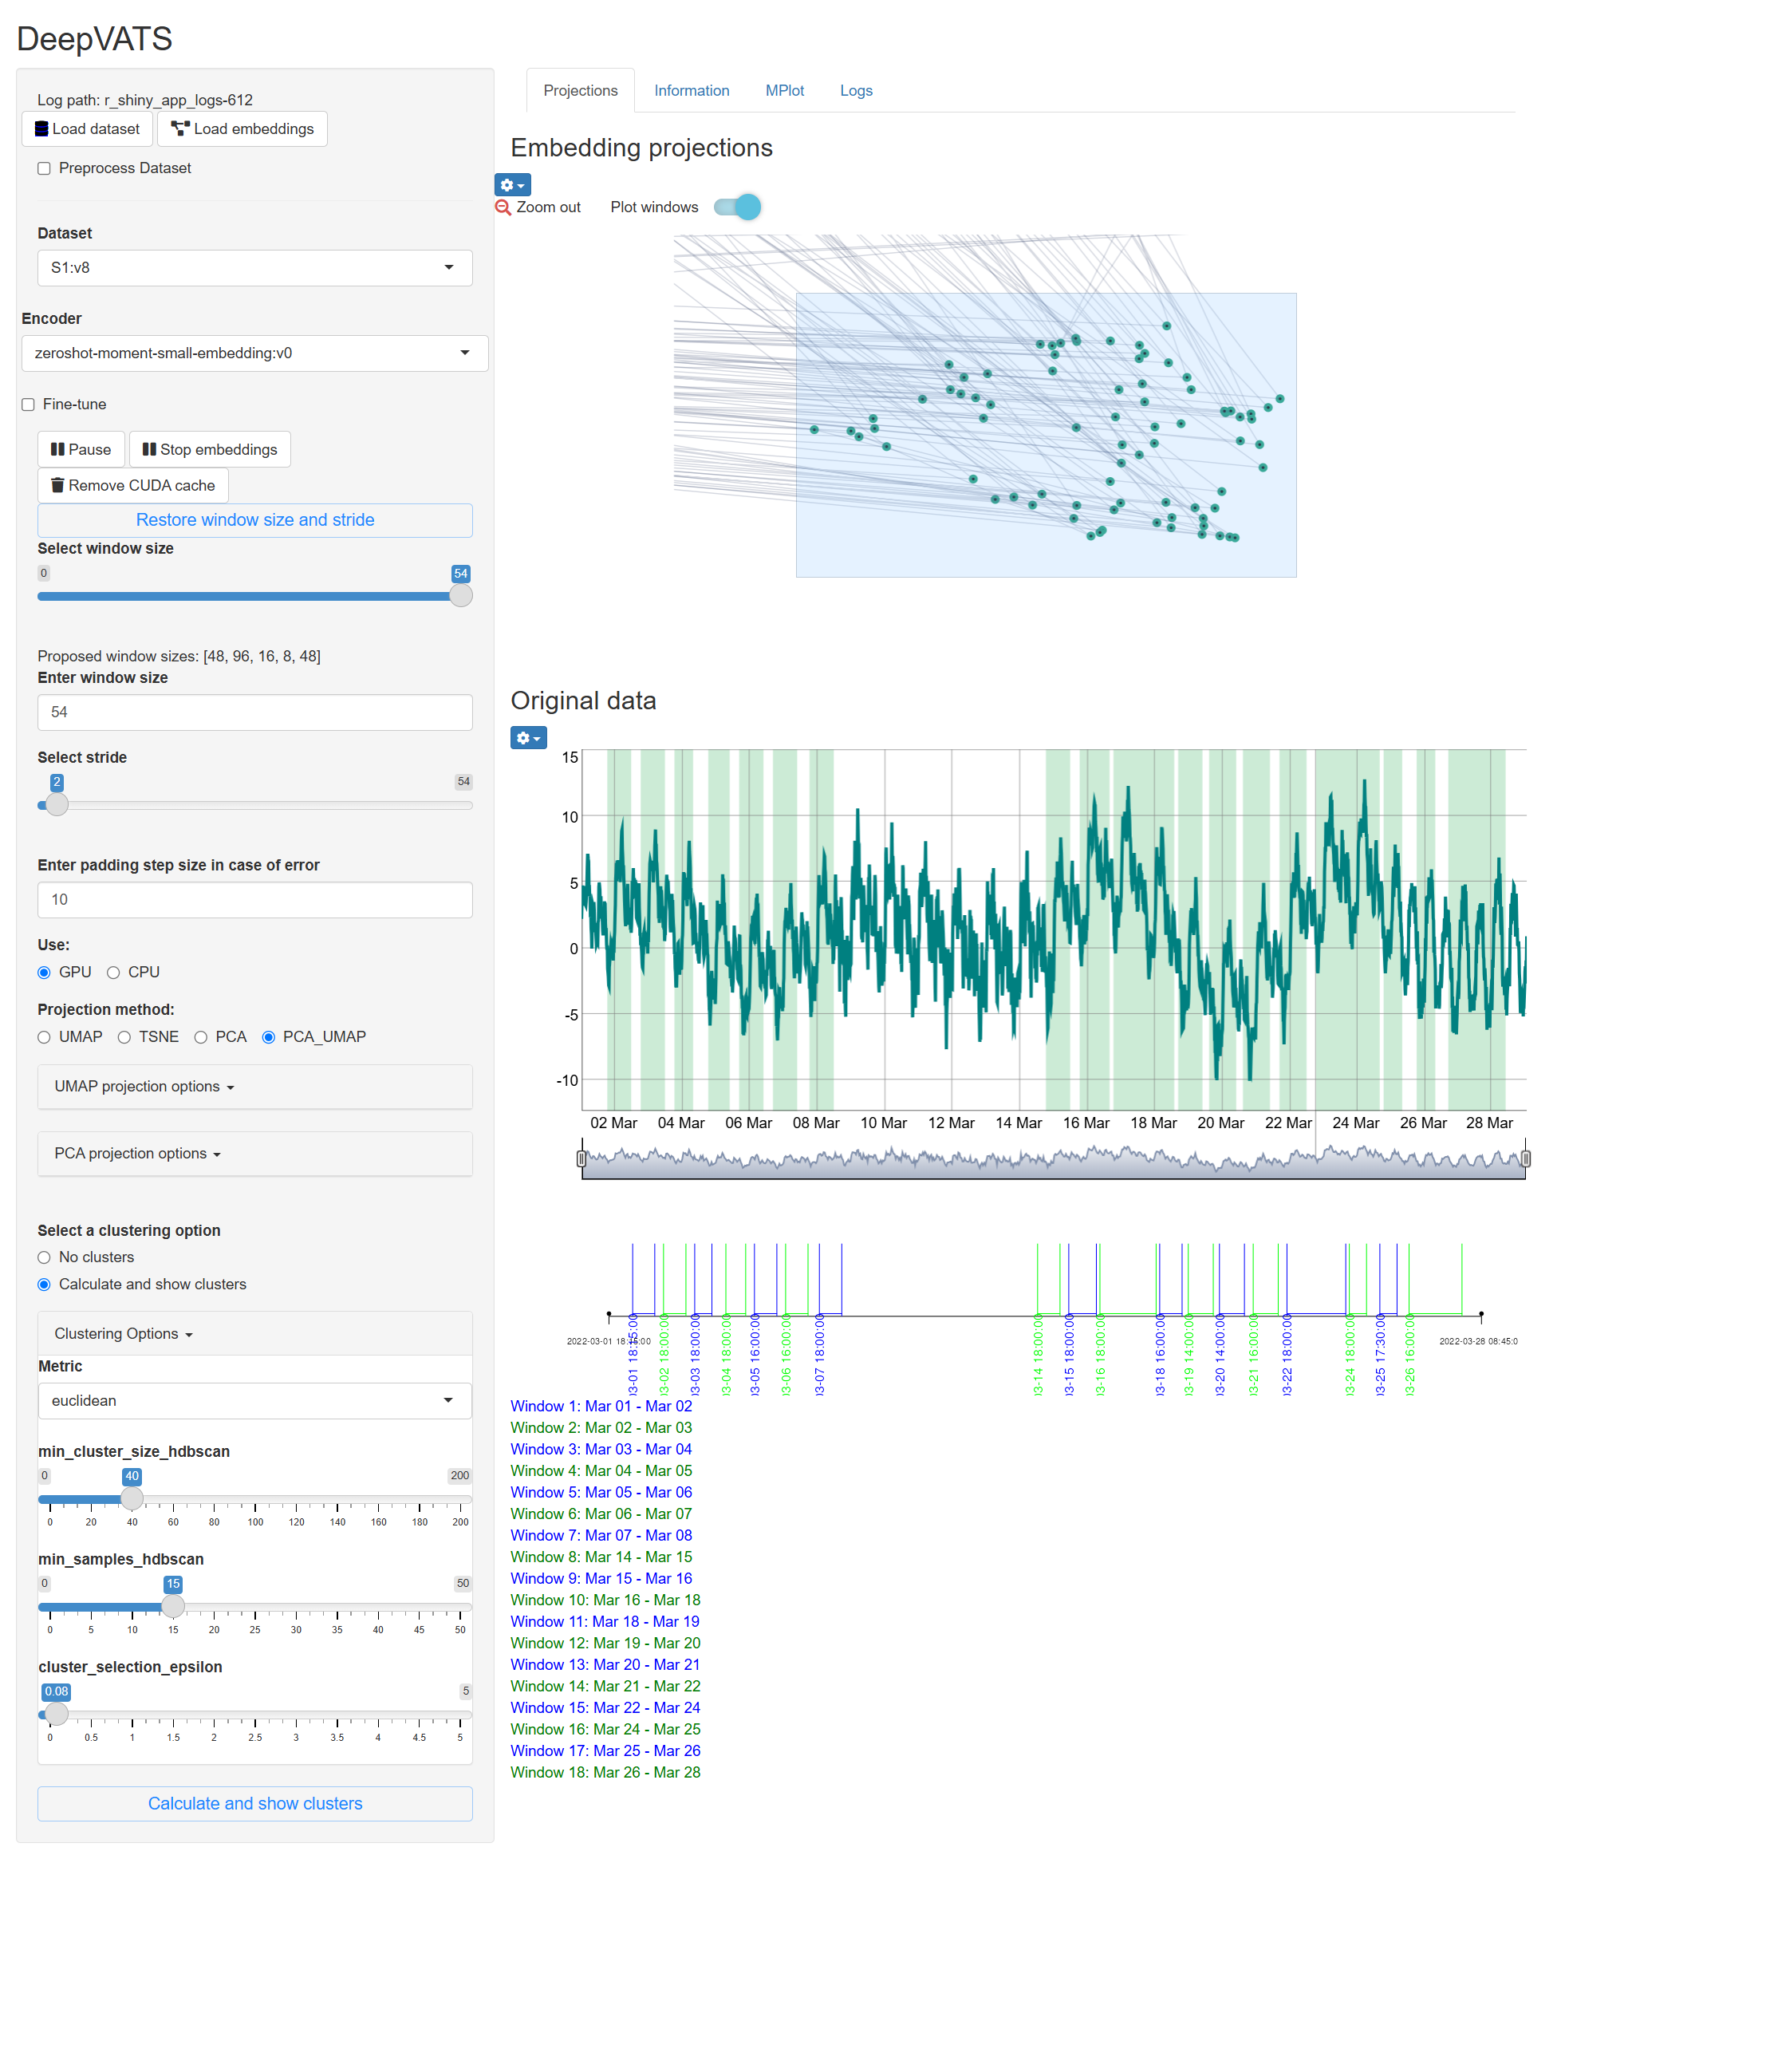 DeepVATS
Log path: r_shiny_app_logs-612
Load dataset Load embeddings
Preprocess Dataset
Dataset
S1:v8
Encoder
zeroshot-moment-small-embedding:v0
Fine-tune
Pause Stop embeddings
Remove CUDA cache
Restore window size and stride
Select window size
0 54
Proposed window sizes: [48, 96, 16, 8, 48]
Enter window size
54
Select stride
2 54
Enter padding step size in case of error
10
Use:
GPU CPU
Projection method:
UMAP TSNE PCA PCA_UMAP
UMAP projection options
PCA projection options
Select a clustering option
No clusters
Calculate and show clusters
Clustering Options
Metric
euclidean
min_cluster_size_hdbscan
0 40 200
0 20 40 60 80 100 120 140 160 180 200
min_samples_hdbscan
0 15 50
0 5 10 15 20 25 30 35 40 45 50
cluster_selection_epsilon
0.08 5
0 0.5 1 1.5 2 2.5 3 3.5 4 4.5 5
Calculate and show clusters
Projections Information MPlot Logs
Embedding projections
Zoom out Plot windows
Original data
15
10
5
0
-5
-10
02 Mar 04 Mar 06 Mar 08 Mar 10 Mar 12 Mar 14 Mar 16 Mar 18 Mar 20 Mar 22 Mar 24 Mar 26 Mar 28 Mar
2022-03-01 18:15:00 2022-03-28 08:45:0
3-01 18:15:00
3-02 18:00:00
3-03 18:00:00
3-04 18:00:00
3-05 16:00:00
3-06 16:00:00
3-07 18:00:00
3-14 18:00:00
3-15 18:00:00
3-16 18:00:00
3-18 16:00:00
3-19 14:00:00
3-20 14:00:00
3-21 16:00:00
3-22 18:00:00
3-24 18:00:00
3-25 17:30:00
3-26 16:00:00
Window 1: Mar 01 - Mar 02
Window 2: Mar 02 - Mar 03
Window 3: Mar 03 - Mar 04
Window 4: Mar 04 - Mar 05
Window 5: Mar 05 - Mar 06
Window 6: Mar 06 - Mar 07
Window 7: Mar 07 - Mar 08
Window 8: Mar 14 - Mar 15
Window 9: Mar 15 - Mar 16
Window 10: Mar 16 - Mar 18
Window 11: Mar 18 - Mar 19
Window 12: Mar 19 - Mar 20
Window 13: Mar 20 - Mar 21
Window 14: Mar 21 - Mar 22
Window 15: Mar 22 - Mar 24
Window 16: Mar 24 - Mar 25
Window 17: Mar 25 - Mar 26
Window 18: Mar 26 - Mar 28